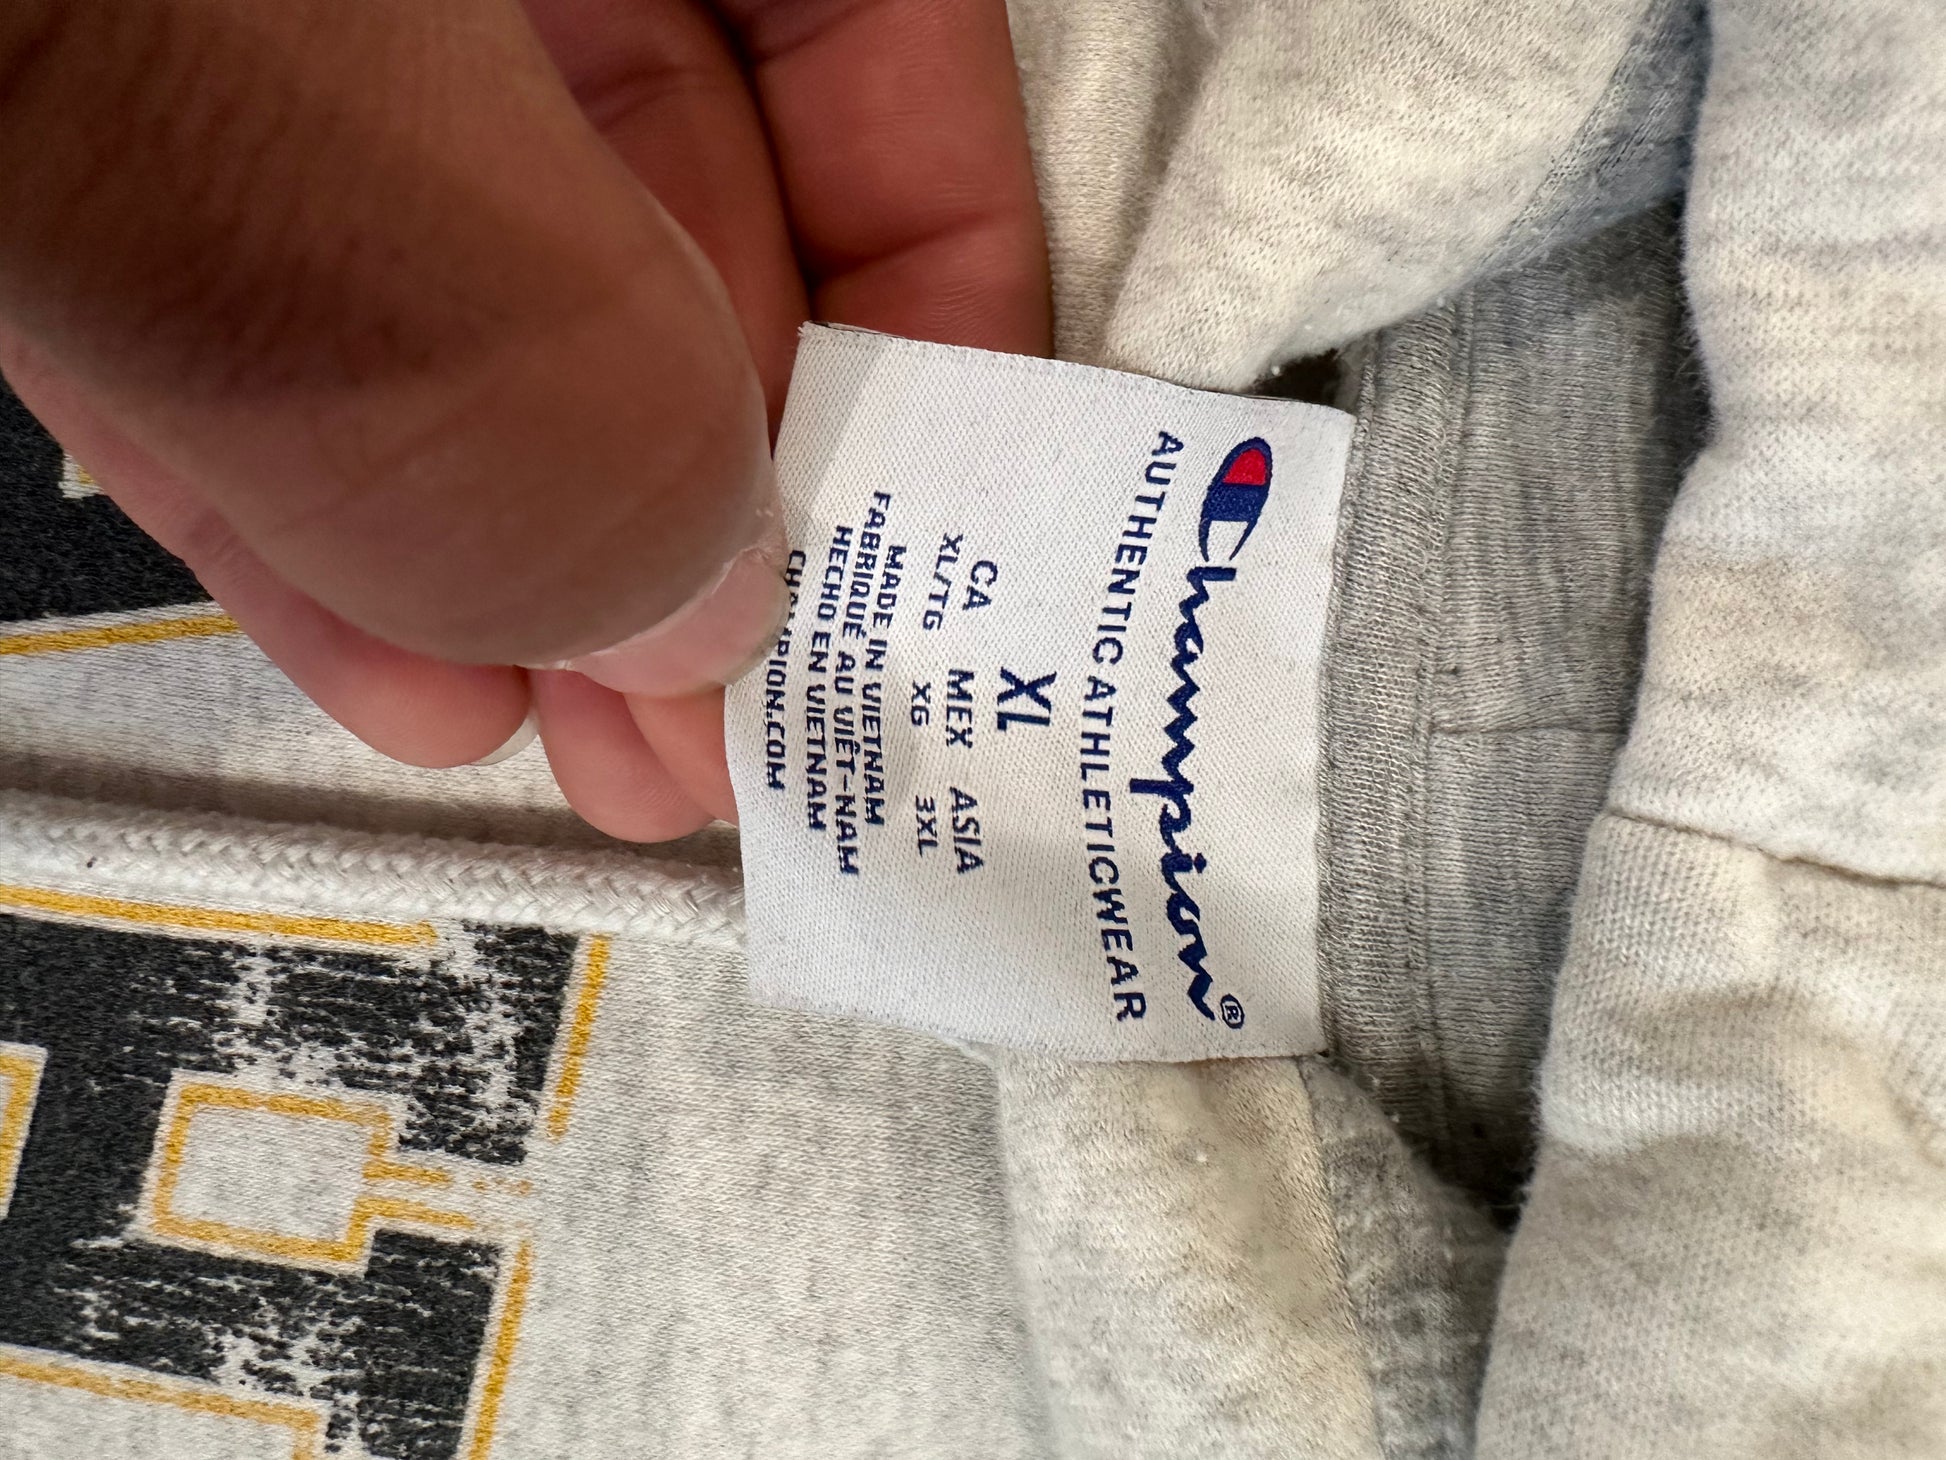 Champion®
AUTHENTIC ATHLETICWEAR
XL
CA MEX ASIA
XL/TG XG 3XL
MADE IN VIETNAM
FABRIQUÉ AU VIÊT-NAM
HECHO EN VIETNAM
CHAMPION.COM